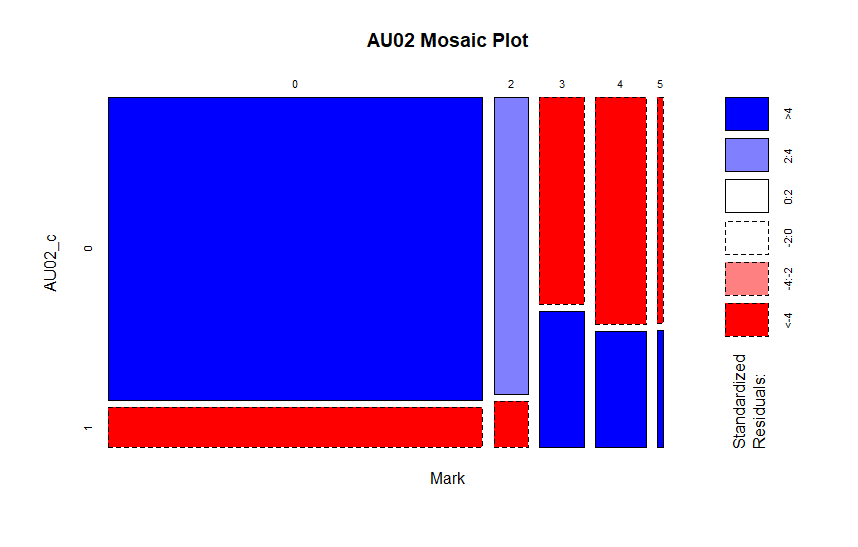 AU02 Mosaic Plot
0 2 3 4 5
0
1
AU02_c
Mark
>4
2:4
0:2
-2:0
-4:-2
<-4
Standardized
Residuals: